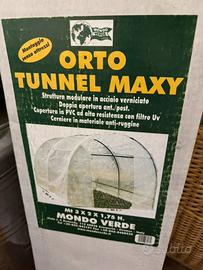 Montaggio
senza attrezzi
ORTO
TUNNEL MAXY
Struttura modulare in acciaio verniciato
Doppia apertura ant./post.
Copertura in PVC ad alta resistenza con filtro Uv
Cerniere in materiale anti-ruggine
Mt 3 X 2 X 1,75 H.
MONDO VERDE
subito